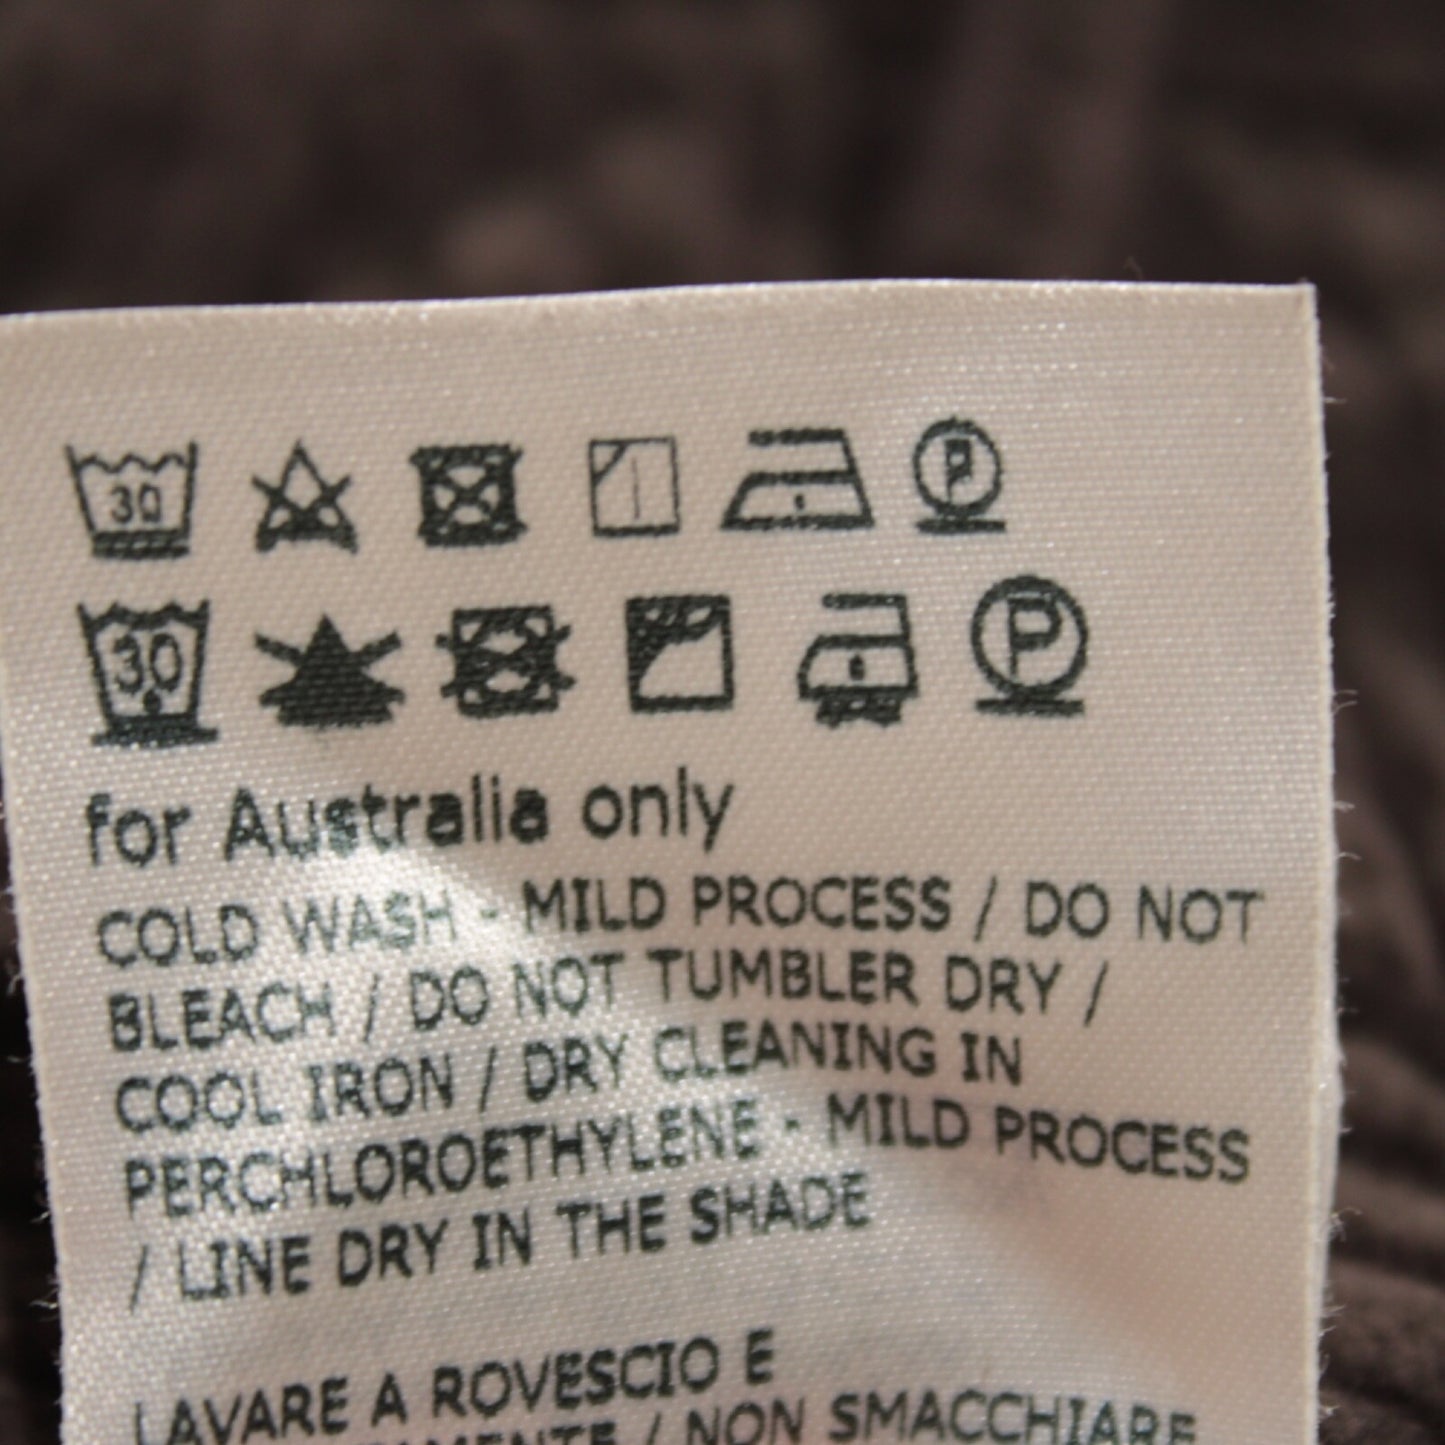 30 P
30 P
for Australia only
COLD WASH - MILD PROCESS / DO NOT
BLEACH / DO NOT TUMBLER DRY /
COOL IRON / DRY CLEANING IN
PERCHLOROETHYLENE - MILD PROCESS
/ LINE DRY IN THE SHADE
LAVARE A ROVESCIO E
/ NON SMACCHIARE